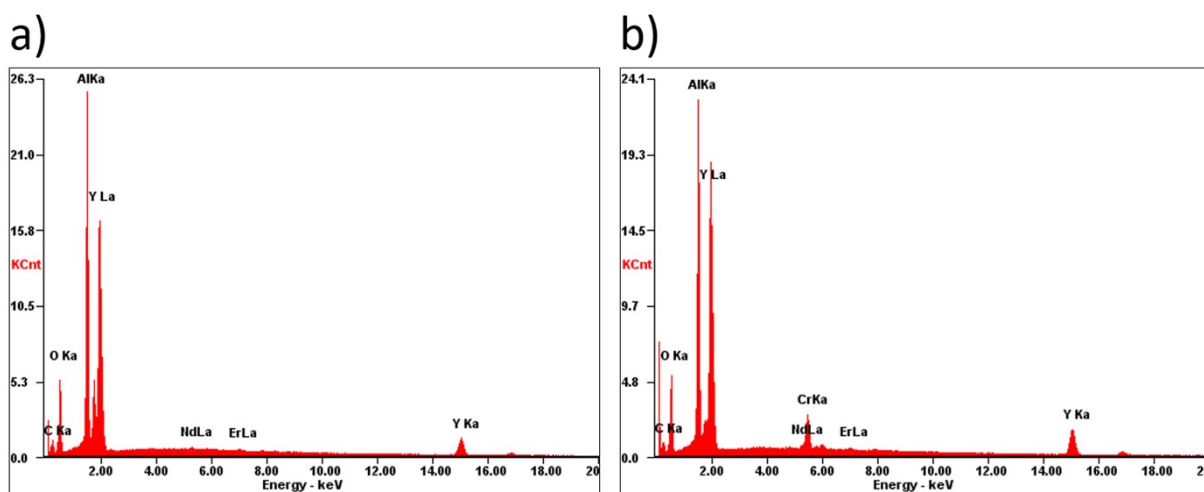 a)
26.3
21.0
15.8
KCnt
10.5
5.3
0.0
AlKa
Y La
O Ka
C Ka
NdLa
ErLa
Y Ka
2.00 4.00 6.00 8.00 10.00 12.00 14.00 16.00 18.00 20
Energy - keV
b)
24.1
19.3
14.5
KCnt
9.7
4.8
0.0
AlKa
Y La
O Ka
C Ka
CrKa
NdLa
ErLa
Y Ka
2.00 4.00 6.00 8.00 10.00 12.00 14.00 16.00 18.00 2
Energy - keV